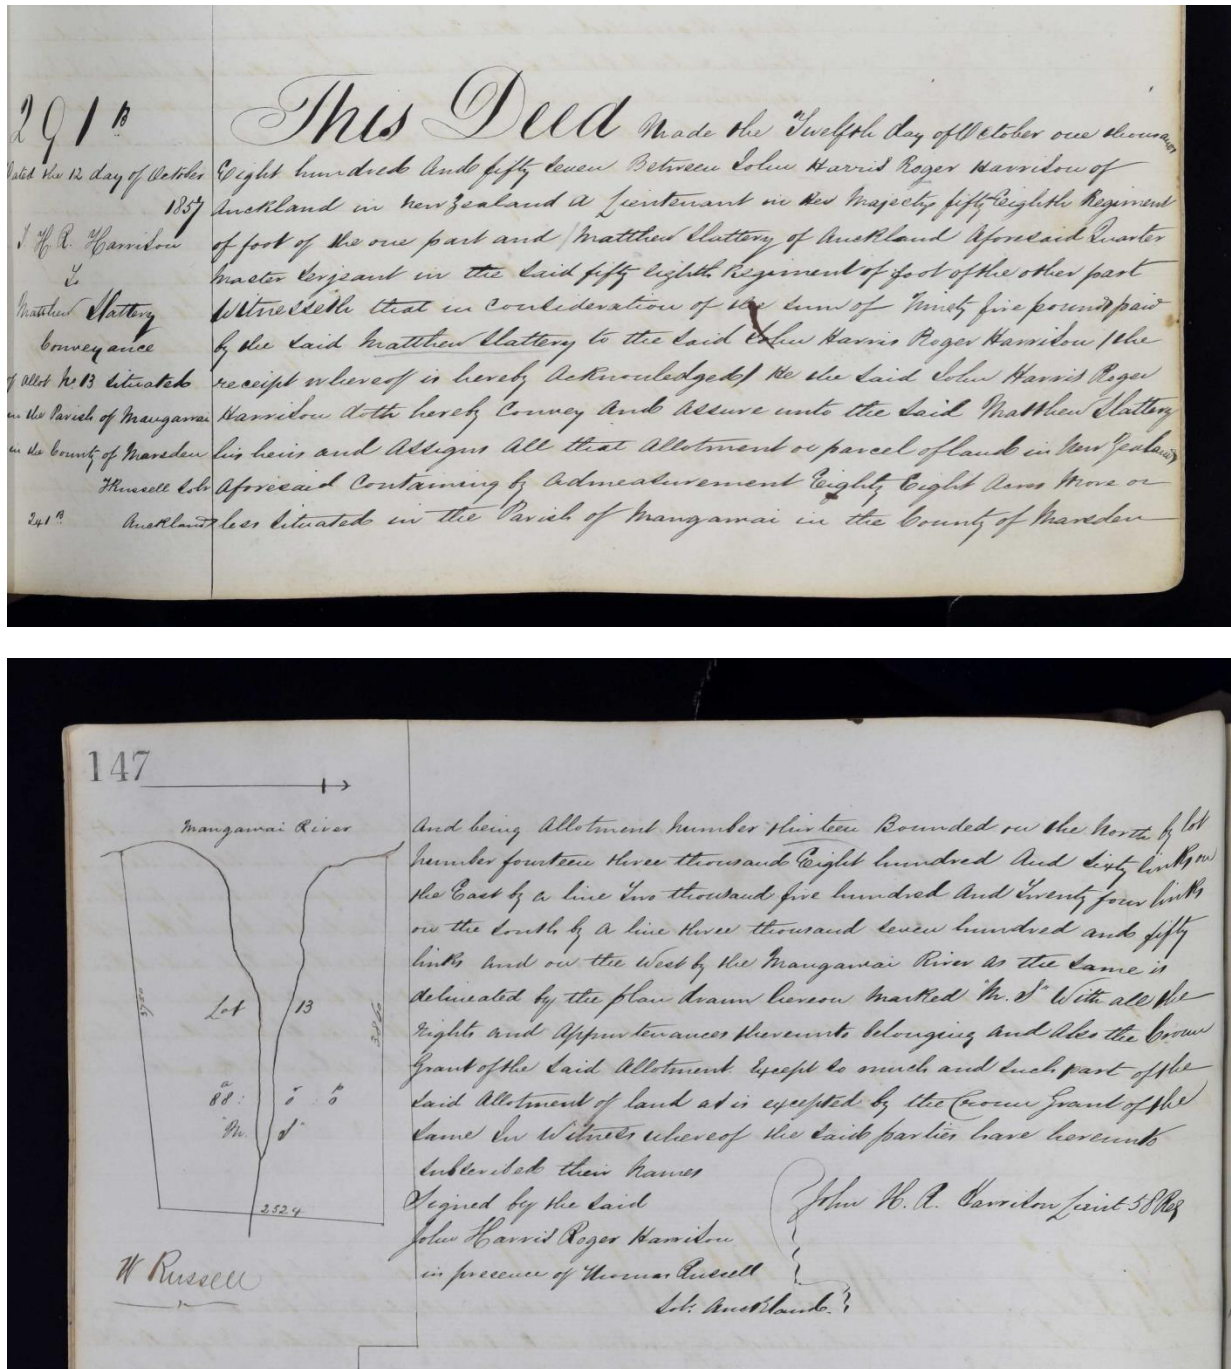 291 B
Dated the 12 day of October
1857
J H. R. Harrison
To
Matthew Slattery
Conveyance
of Allot No. 13 Situated
in the Parish of Mangawai
in the County of Marsden
T Russell Solr
241 B Auckland
This Deed Made the Twelfth day of October one thousand
Eight hundred And fifty seven Between John Harris Roger Harrison of
Auckland in New Zealand A Lieutenant in Her Majestys fifty Eighth Regiment
of foot of the one part and Matthew Slattery of Auckland Aforesaid Quarter
Master Serjeant in the Said fifty eighth Regiment of foot of the other part
Witnesseth that in Consideration of the sum of Ninety five pounds paid
by the Said Matthew Slattery to the Said John Harris Roger Harrison /the
receipt whereof is hereby Acknowledged/ He the Said John Harris Roger
Harrison doth hereby Convey And Assure unto the Said Matthew Slattery
his heirs and Assigns All that Allotment or parcel of land in New Zealand
Aforesaid Containing by Admeasurement Eighty Eight Acres More or
less Situated in the Parish of Mangawai in the County of Marsden
147
Mangawai River
3750
Lot 13
3860
a r p
88 : 0 : 0
"M. S"
2524
W Russell
And being Allotment Number thirteen Bounded on the North by lot
Number fourteen three thousand Eight hundred And Sixty links on
the East by a line Two thousand five hundred And Twenty four links
on the South by a line three thousand seven hundred and fifty
links And on the West by the Mangawai River as the Same is
delineated by the plan drawn hereon Marked "M. S" With all the
Rights and Appurtenances thereunto belonging and Also the Crown
Grant of the Said Allotment. Except So much and Such part of the
Said Allotment of land as is excepted by the Crown Grant of the
Same In Witness whereof the Said parties have hereunto
Subscribed their Names
Signed by the Said
John Harris Roger Harrison
in presence of Thomas Russell
Solr. Auckland.
John H. R. Harrison Lieut 58 Reg